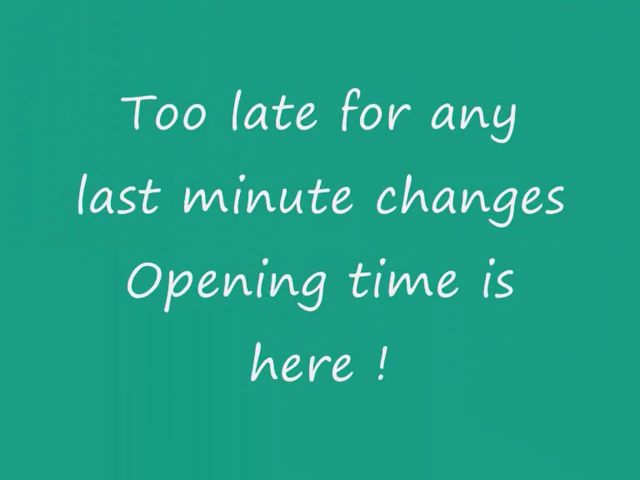 Too late for any
last minute changes
Opening time is
here !